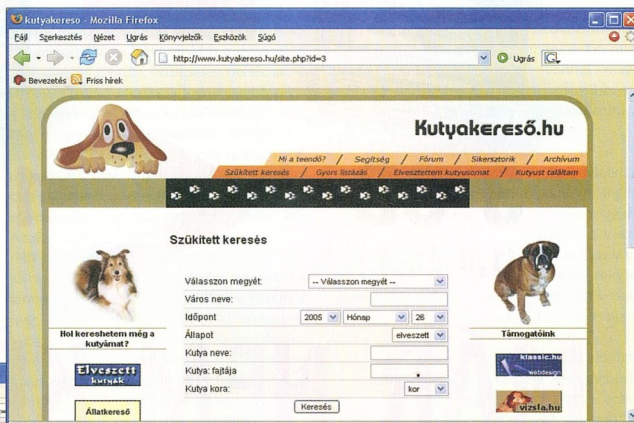 kutyakereso - Mozilla Firefox
Fájl Szerkesztés Nézet Ugrás Könyvjelzők Eszközök Súgó
http://www.kutyakereso.hu/site.php?id=3
Ugrás
Bevezetés Friss hírek
Kutyakereső.hu
Mi a teendő? / Segítség / Fórum / Sikersztorik / Archívum
Szűkített keresés / Gyors listázás / Elvesztettem kutyusomat / Kutyust találtam
Szűkített keresés
Válasszon megyét: -- Válasszon megyét --
Város neve:
Időpont 2005 Hónap 26
Állapot elveszett
Kutya neve:
Kutya: fajtája
Kutya kora: kor
Keresés
Hol kereshetem még a
kutyámat?
Elveszett
kutyák
Állatkereső
Támogatóink
klassic.hu
webdesign
vizsla.hu